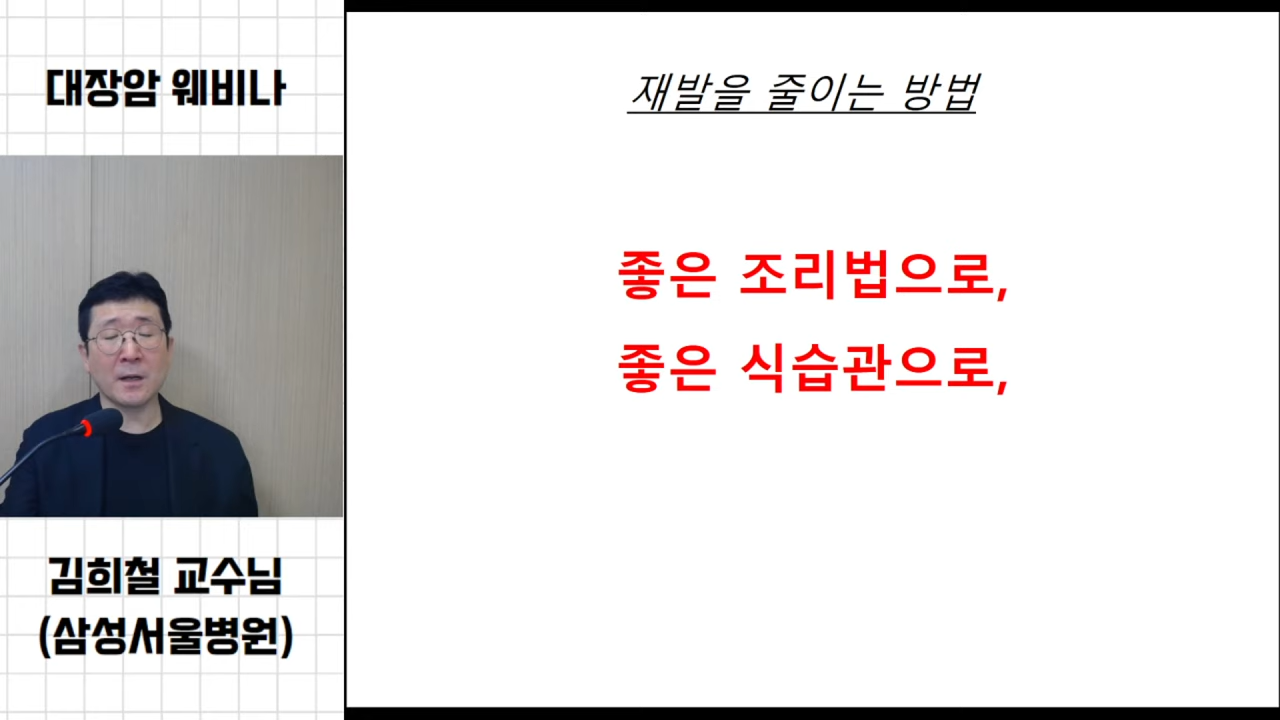 대장암 웨비나
김희철 교수님
(삼성서울병원)
재발을 줄이는 방법
좋은 조리법으로,
좋은 식습관으로,